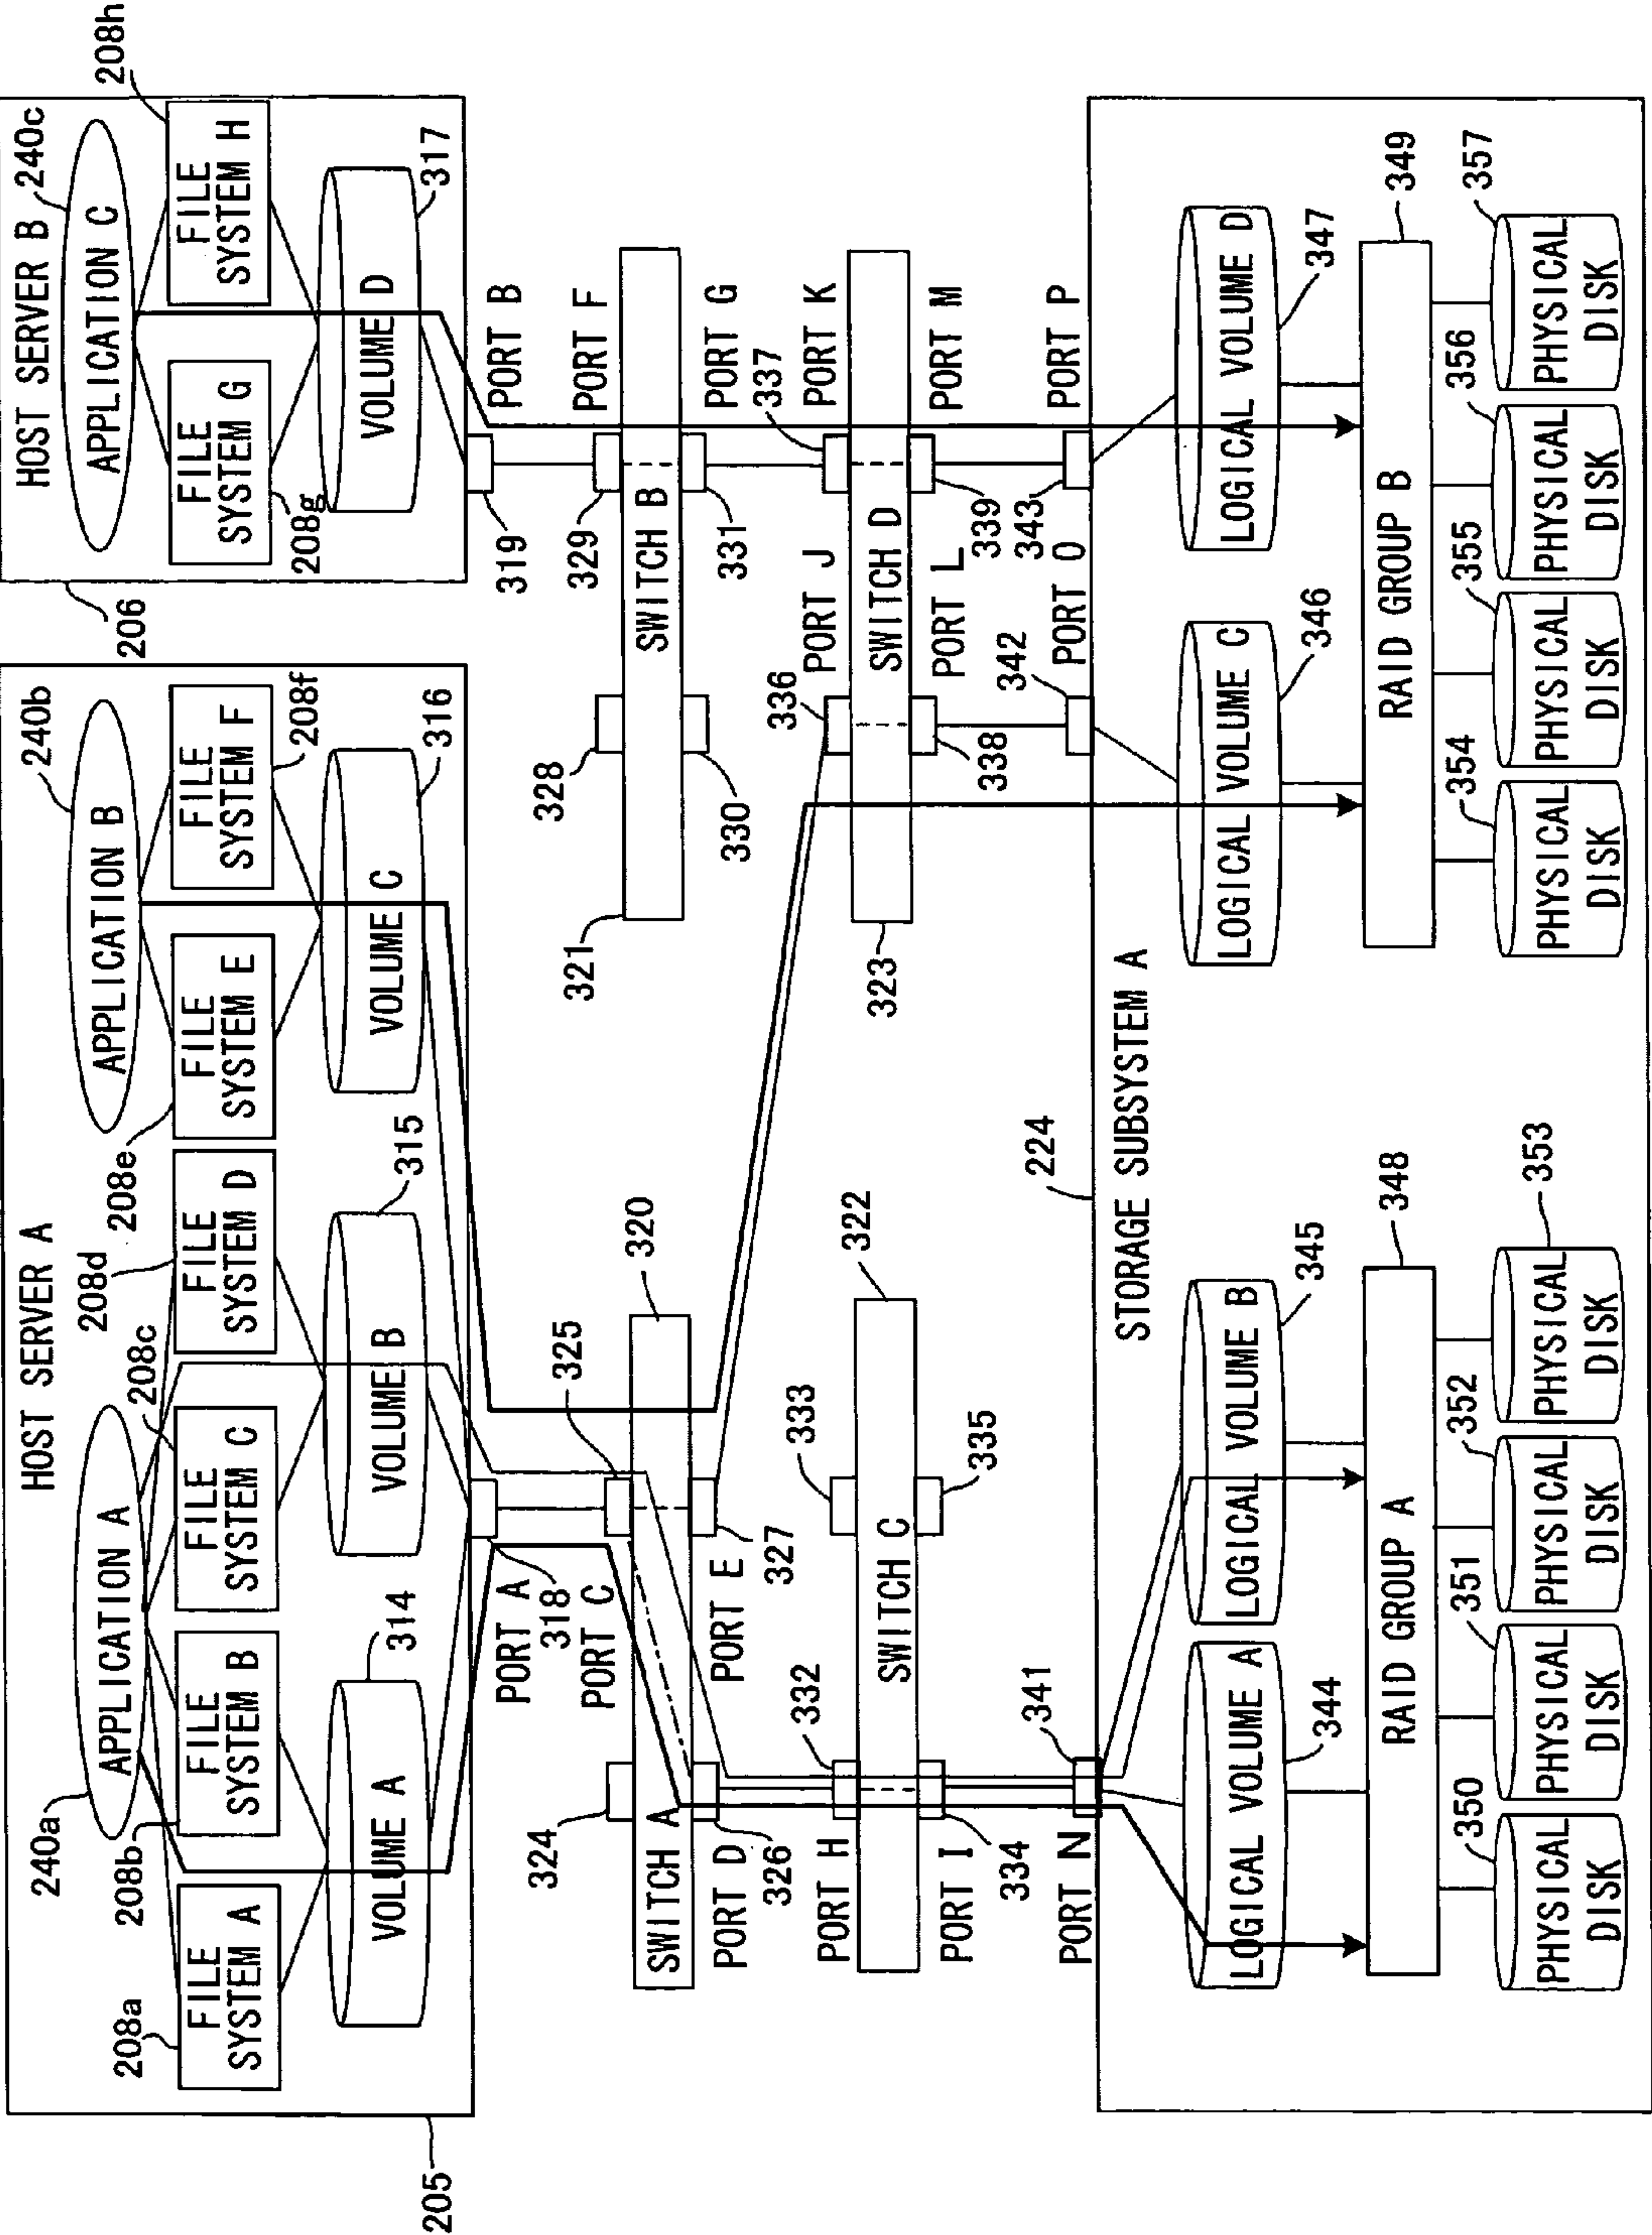 HOST SERVER A
HOST SERVER B
240a
APPLICATION A
240b
APPLICATION B
APPLICATION C
240c
208a
FILE
SYSTEM A
208b
FILE
SYSTEM B
FILE
SYSTEM C
208c
208d
FILE
SYSTEM D
208e
FILE
SYSTEM E
FILE
SYSTEM F
208f
FILE
SYSTEM G
208g
FILE
SYSTEM H
208h
VOLUME A
314
VOLUME B
315
VOLUME C
316
VOLUME D
317
205
206
PORT A
318
319
PORT B
PORT C
324
325
328
329
PORT F
SWITCH A
320
321
SWITCH B
PORT D
326
PORT E
327
330
331
PORT G
PORT H
332
333
336
PORT J
337
PORT K
SWITCH C
322
323
SWITCH D
PORT I
334
335
338
PORT L
339
PORT M
PORT N
341
224
342
PORT O
343
PORT P
STORAGE SUBSYSTEM A
LOGICAL VOLUME A
344
LOGICAL VOLUME B
345
LOGICAL VOLUME C
346
LOGICAL VOLUME D
347
RAID GROUP A
348
RAID GROUP B
349
350
PHYSICAL
DISK
351
PHYSICAL
DISK
352
PHYSICAL
DISK
353
PHYSICAL
DISK
354
PHYSICAL
DISK
355
PHYSICAL
DISK
356
PHYSICAL
DISK
357
PHYSICAL
DISK